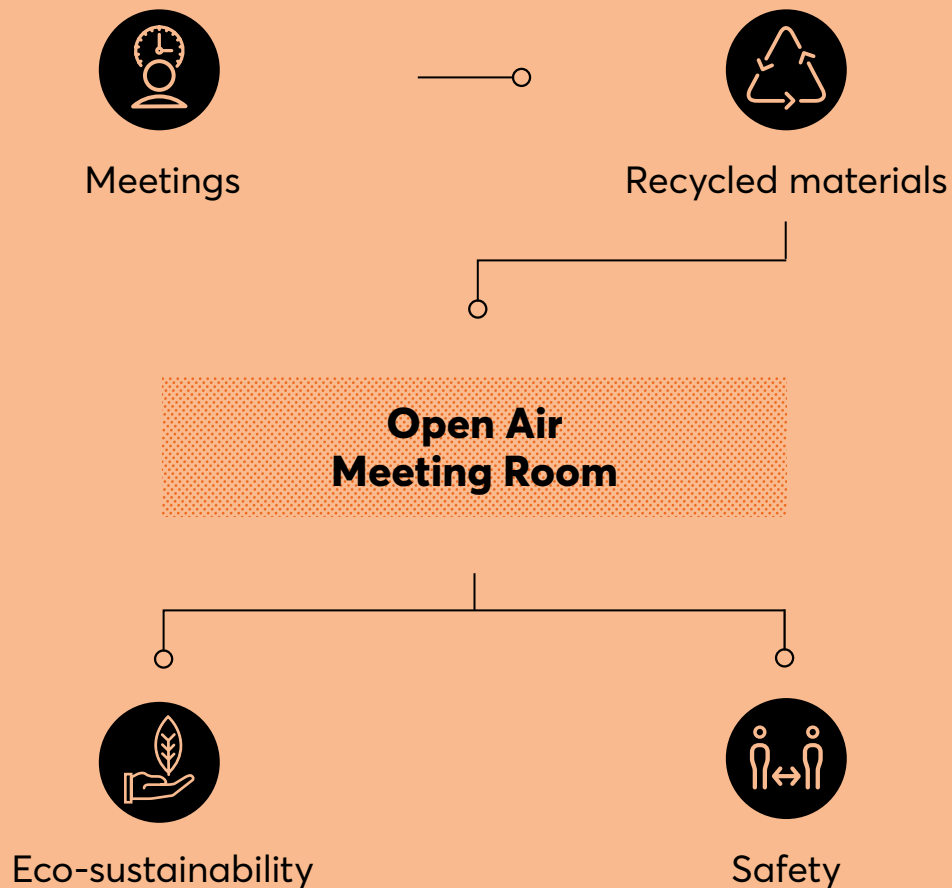 Meetings
Recycled materials
Open Air
Meeting Room
Eco-sustainability
Safety